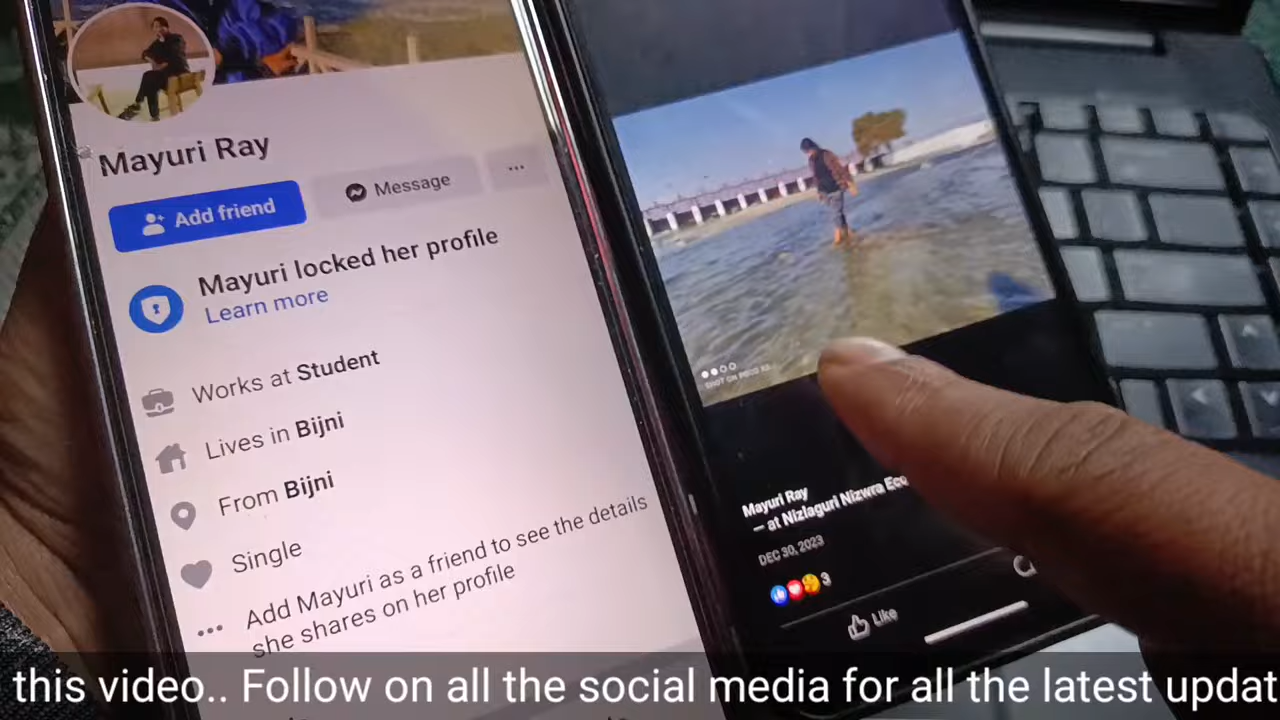 Mayuri Ray
Add friend
Message
Mayuri locked her profile
Learn more
Works at Student
Lives in Bijni
From Bijni
Single
Add Mayuri as a friend to see the details
she shares on her profile
SHOT ON POCO
Mayuri Ray
— at Nizlaguri Nizwra Eco
DEC 30, 2023
3
Like
this video.. Follow on all the social media for all the latest updat